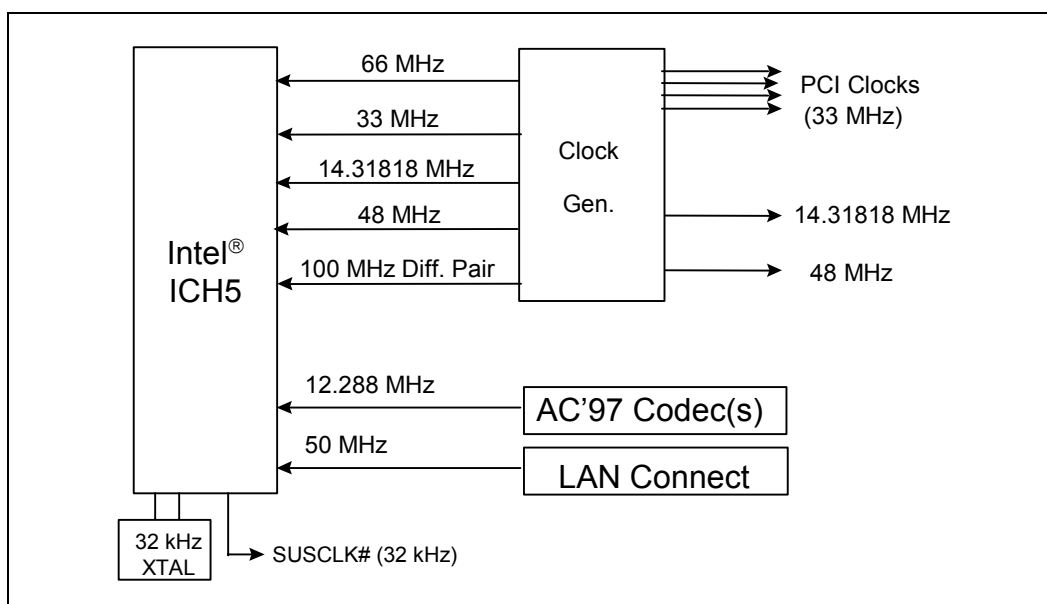 66 MHz
33 MHz
14.31818 MHz
48 MHz
100 MHz Diff. Pair
Intel®
ICH5
Clock
Gen.
PCI Clocks
(33 MHz)
14.31818 MHz
48 MHz
12.288 MHz
AC’97 Codec(s)
50 MHz
LAN Connect
32 kHz
XTAL
SUSCLK# (32 kHz)